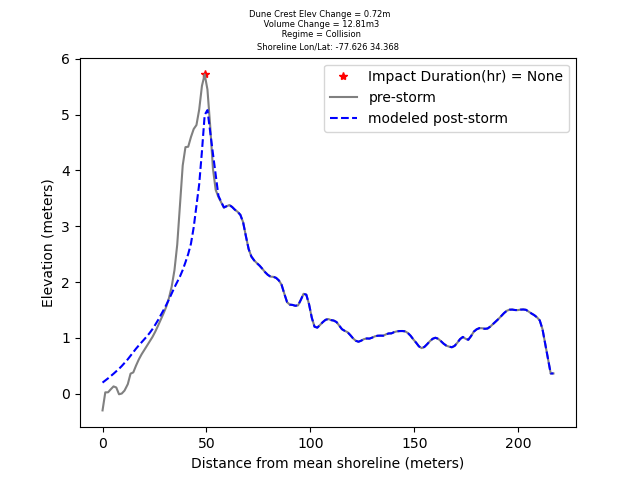 Dune Crest Elev Change = 0.72m
Volume Change = 12.81m3
Regime = Collision
Shoreline Lon/Lat: -77.626 34.368
Impact Duration(hr) = None
pre-storm
modeled post-storm
Elevation (meters)
6
5
4
3
2
1
0
0 50 100 150 200
Distance from mean shoreline (meters)